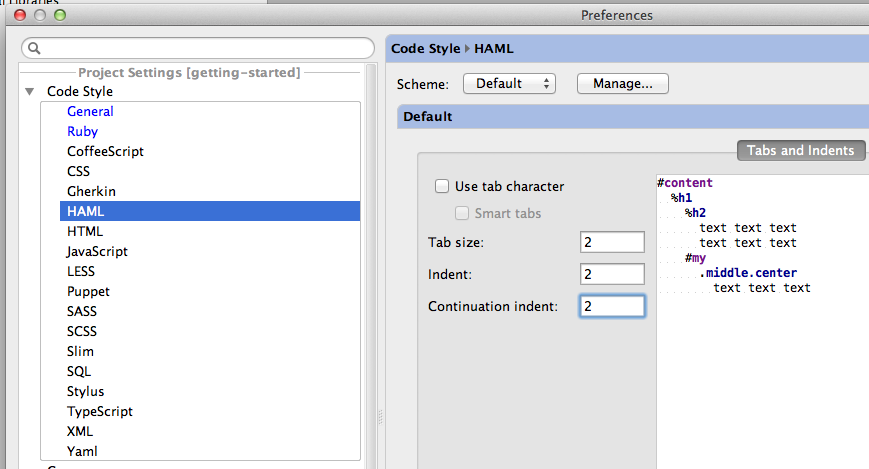 Preferences
Project Settings [getting-started]
Code Style
General
Ruby
CoffeeScript
CSS
Gherkin
HAML
HTML
JavaScript
LESS
Puppet
SASS
SCSS
Slim
SQL
Stylus
TypeScript
XML
Yaml
Code Style ▸ HAML
Scheme: Default Manage...
Default
Tabs and Indents
Use tab character
Smart tabs
Tab size: 2
Indent: 2
Continuation indent: 2
#content
%h1
%h2
text text text
text text text
#my
.middle.center
text text text